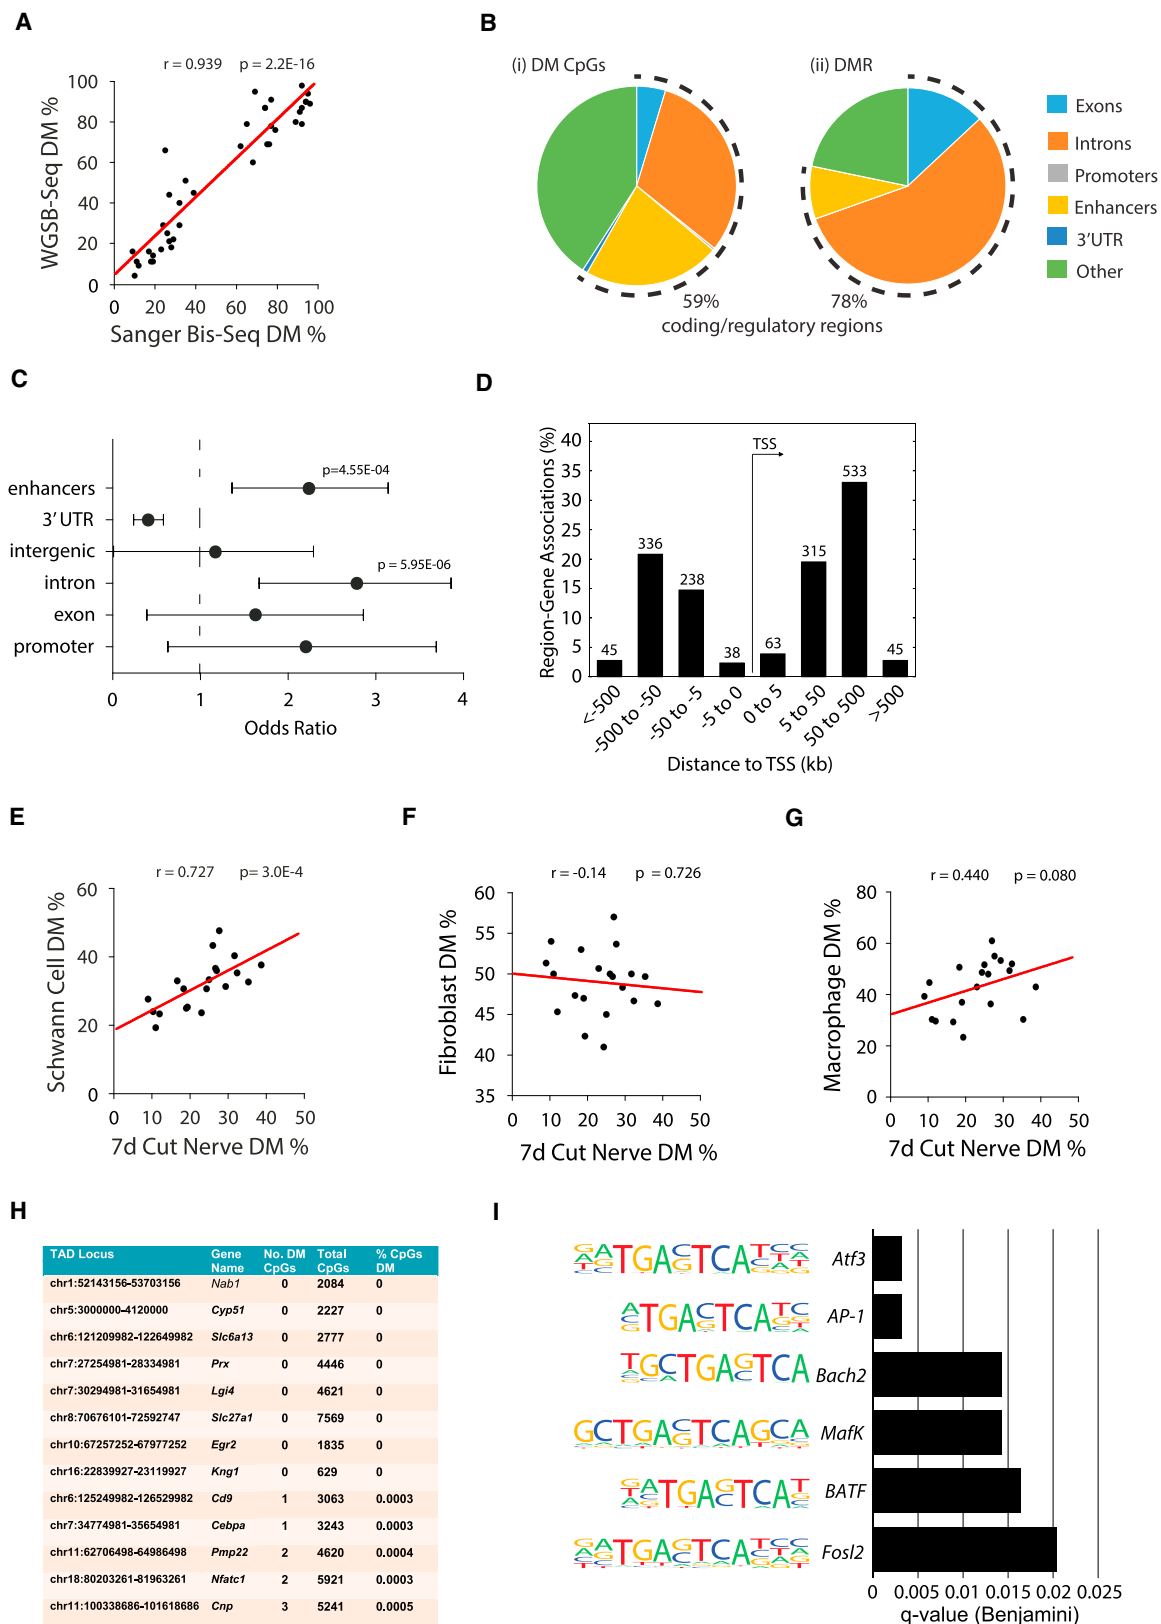 A
r = 0.939 p = 2.2E-16
WGSB-Seq DM %
100
80
60
40
20
0
0 20 40 60 80 100
Sanger Bis-Seq DM %
B
(i) DM CpGs
(ii) DMR
59%
78%
coding/regulatory regions
Exons
Introns
Promoters
Enhancers
3'UTR
Other
C
enhancers
3' UTR
intergenic
intron
exon
promoter
p=4.55E-04
p = 5.95E-06
0 1 2 3 4
Odds Ratio
D
Region-Gene Associations (%)
40
35
30
25
20
15
10
5
0
TSS
45
336
238
38
63
315
533
45
<-500
-500 to -50
-50 to -5
-5 to 0
0 to 5
5 to 50
50 to 500
>500
Distance to TSS (kb)
E
r = 0.727 p= 3.0E-4
Schwann Cell DM %
60
40
20
0
0 10 20 30 40 50
7d Cut Nerve DM %
F
r = -0.14 p = 0.726
Fibroblast DM %
60
55
50
45
40
35
0 10 20 30 40 50
7d Cut Nerve DM %
G
r = 0.440 p = 0.080
Macrophage DM %
80
60
40
20
0
0 10 20 30 40 50
7d Cut Nerve DM %
H
TAD Locus Gene Name No. DM CpGs Total CpGs % CpGs DM
chr1:52143156-53703156 Nab1 0 2084 0
chr5:3000000-4120000 Cyp51 0 2227 0
chr6:121209982-122649982 Slc6a13 0 2777 0
chr7:27254981-28334981 Prx 0 4446 0
chr7:30294981-31654981 Lgi4 0 4621 0
chr8:70676101-72592747 Slc27a1 0 7569 0
chr10:67257252-67977252 Egr2 0 1835 0
chr16:22839927-23119927 Kng1 0 629 0
chr6:125249982-126529982 Cd9 1 3063 0.0003
chr7:34774981-35654981 Cebpa 1 3243 0.0003
chr11:62706498-64986498 Pmp22 2 4620 0.0004
chr18:80203261-81963261 Nfatc1 2 5921 0.0003
chr11:100338686-101618686 Cnp 3 5241 0.0005
I
Atf3
AP-1
TGCTGAGTCA Bach2
GCTGAGTCAGCA MafK
BATF
Fosl2
0 0.005 0.01 0.015 0.02 0.025
q-value (Benjamini)